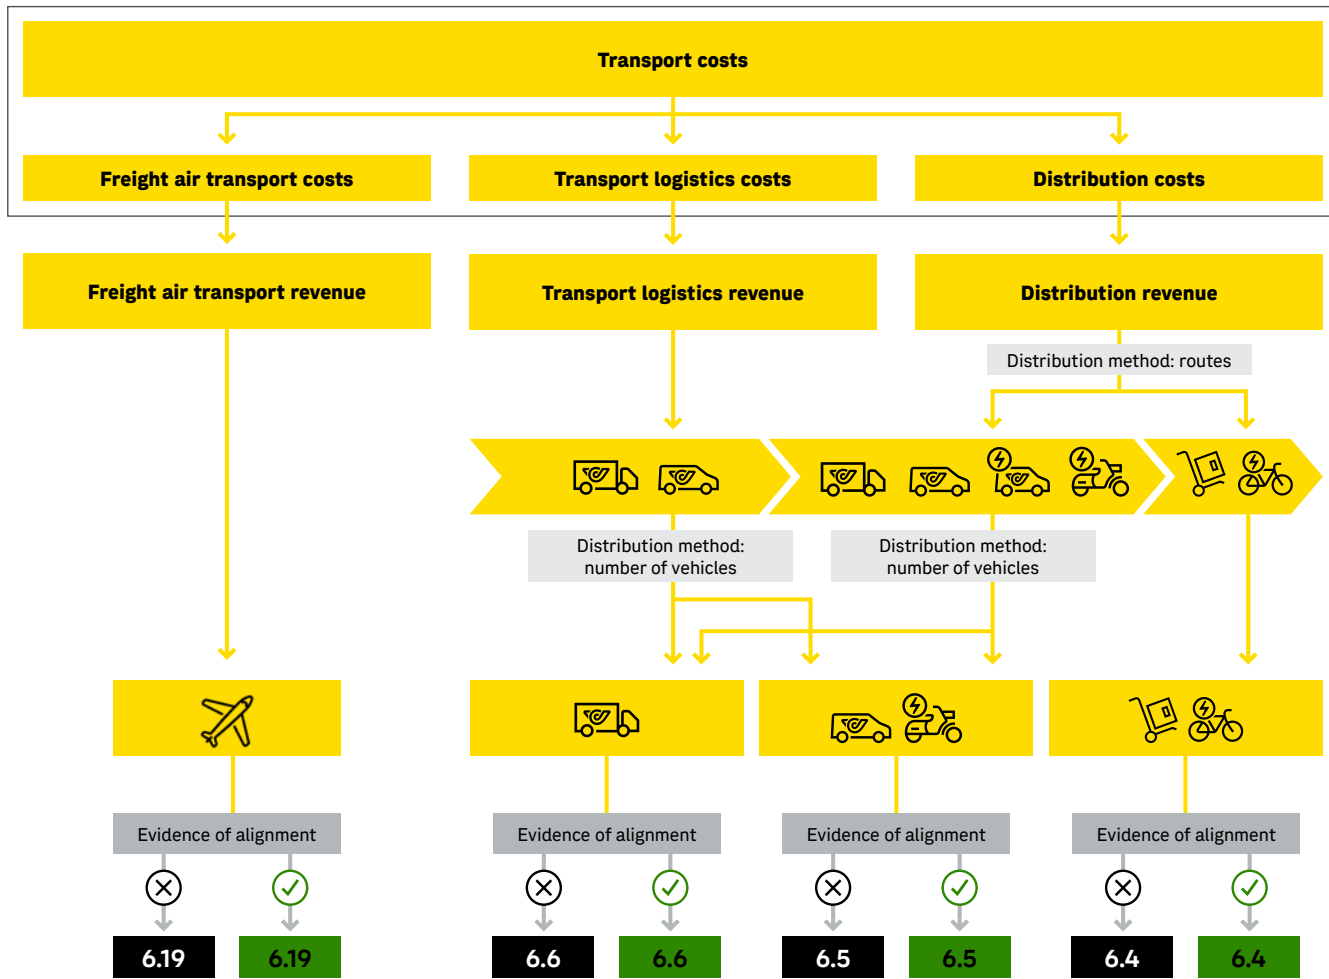 Transport costs
Freight air transport costs
Transport logistics costs
Distribution costs
Freight air transport revenue
Transport logistics revenue
Distribution revenue
Distribution method: routes
Distribution method:
number of vehicles
Distribution method:
number of vehicles
Evidence of alignment
Evidence of alignment
Evidence of alignment
Evidence of alignment
6.19
6.19
6.6
6.6
6.5
6.5
6.4
6.4